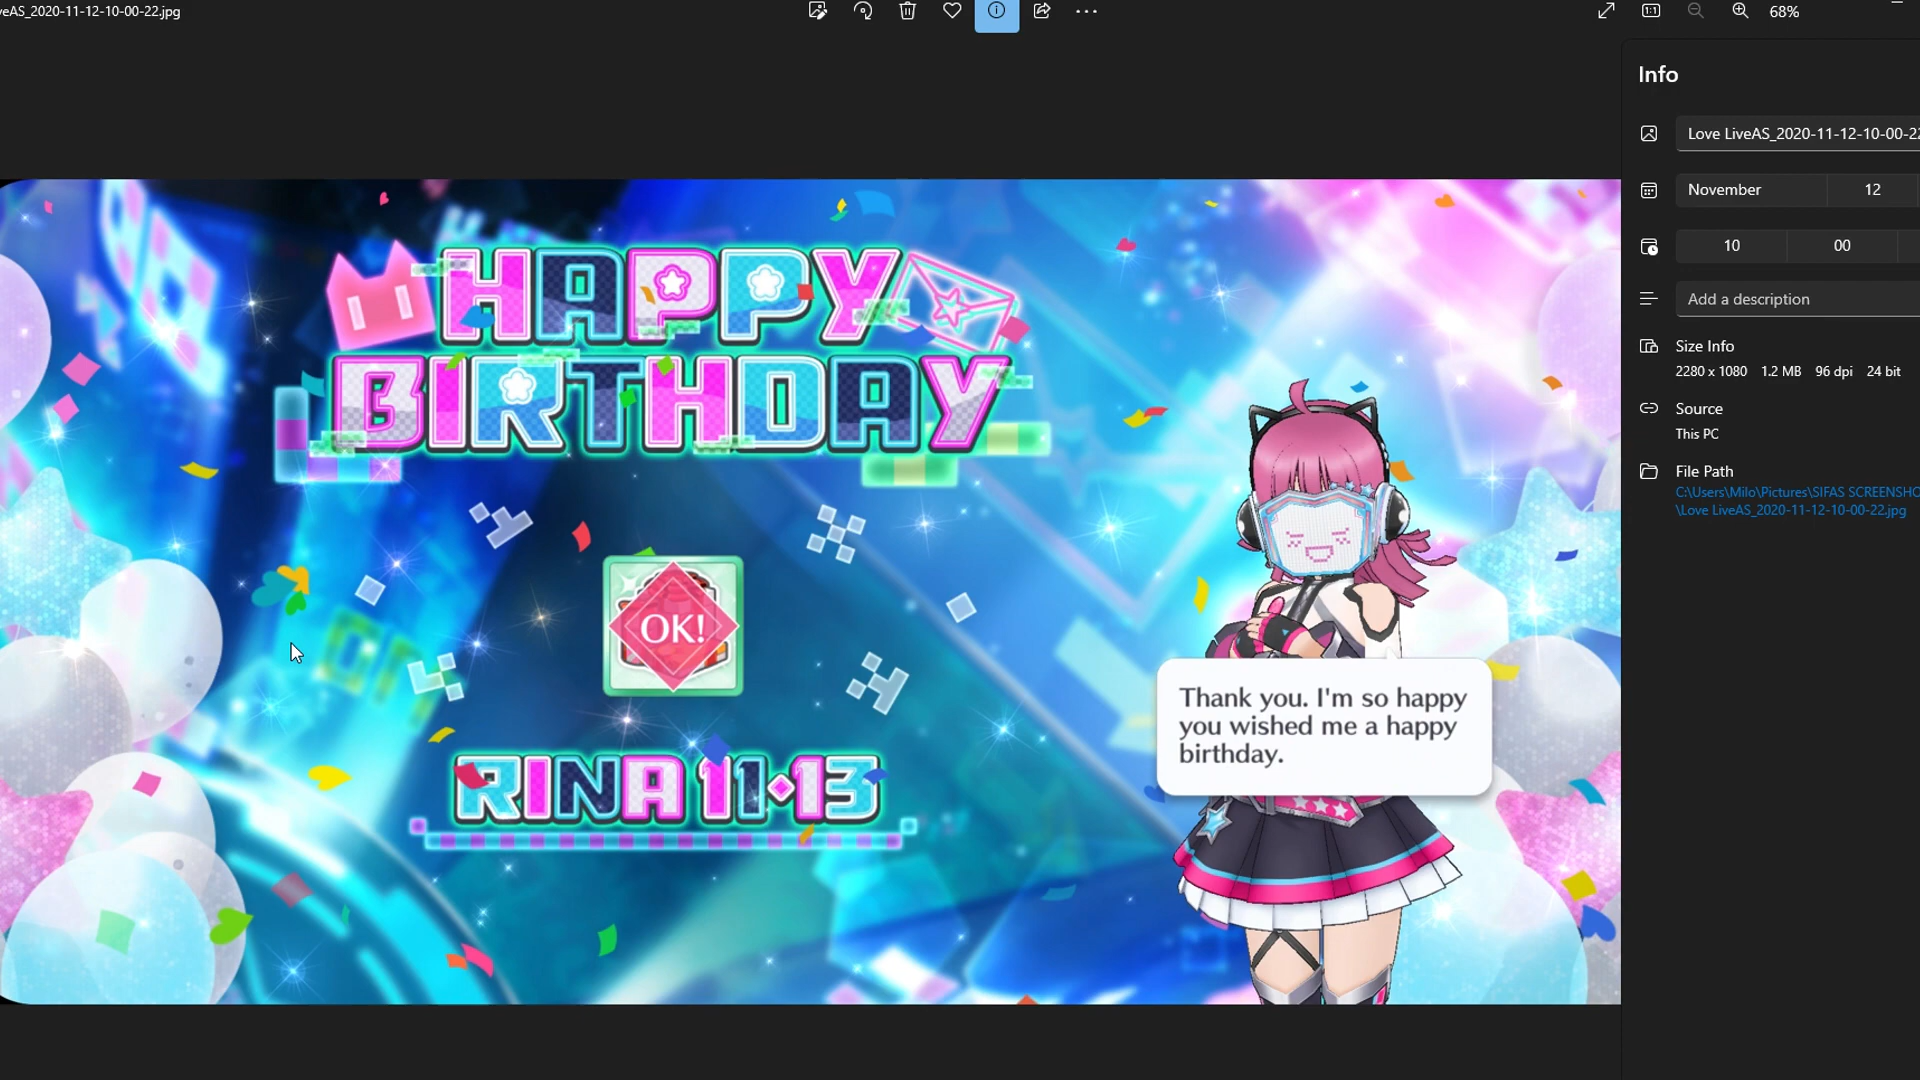 veAS_2020-11-12-10-00-22.jpg
68%
Info
Love LiveAS_2020-11-12-10-00-22
November 12
10 00
Add a description
Size Info
2280 x 1080 1.2 MB 96 dpi 24 bit
Source
This PC
File Path
C:\Users\Milo\Pictures\SIFAS SCREENSHO
\Love LiveAS_2020-11-12-10-00-22.jpg
HAPPY
BIRTHDAY
OK!
RINA 11◆13
Thank you. I'm so happy
you wished me a happy
birthday.